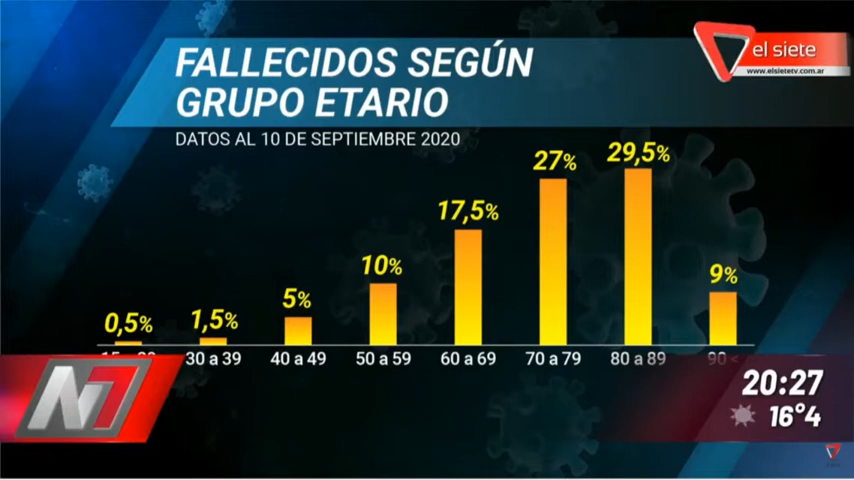 el siete
www.elsietetv.com.ar
FALLECIDOS SEGÚN
GRUPO ETARIO
DATOS AL 10 DE SEPTIEMBRE 2020
0,5% 1,5% 5% 10% 17,5% 27% 29,5% 9%
30 a 39 40 a 49 50 a 59 60 a 69 70 a 79 80 a 89 90 <
N7
20:27
16°4